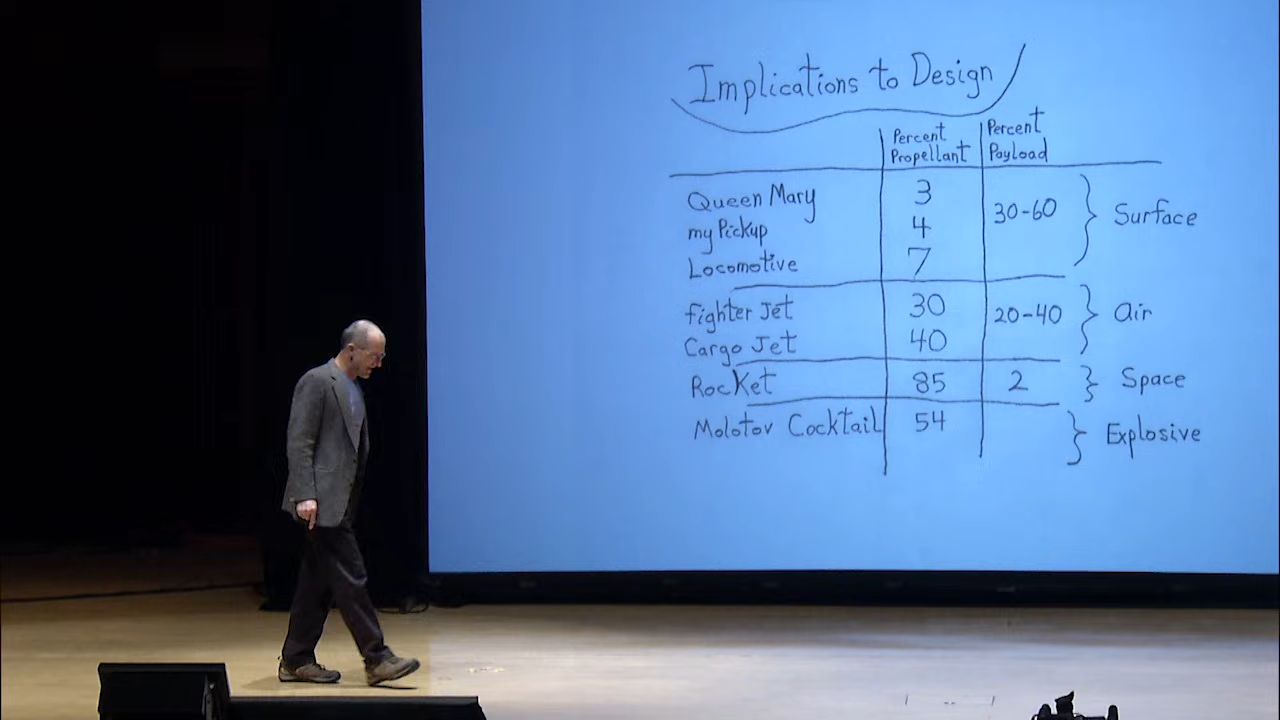 Implications to Design
Percent Propellant Percent Payload
Queen Mary 3
my Pickup 4 30-60 Surface
Locomotive 7
Fighter Jet 30 20-40 Air
Cargo Jet 40
Rocket 85 2 Space
Molotov Cocktail 54 Explosive